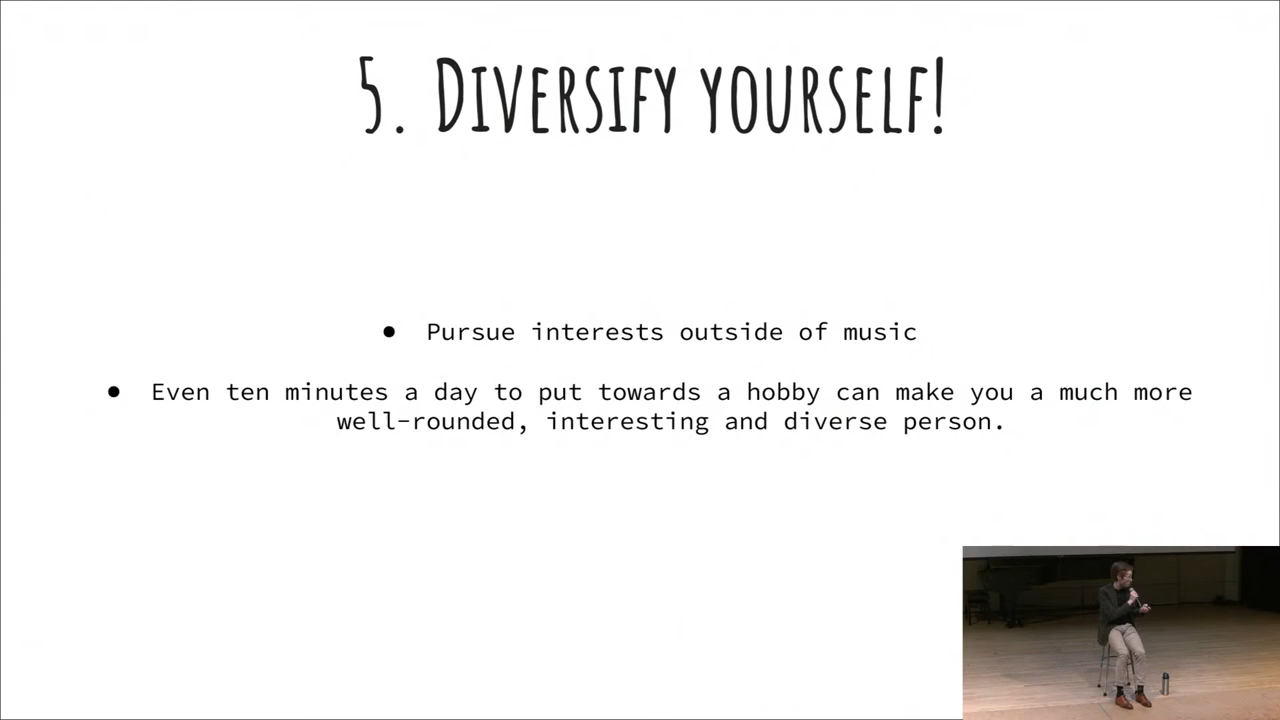 5. Diversify yourself!
● Pursue interests outside of music
● Even ten minutes a day to put towards a hobby can make you a much more
well-rounded, interesting and diverse person.